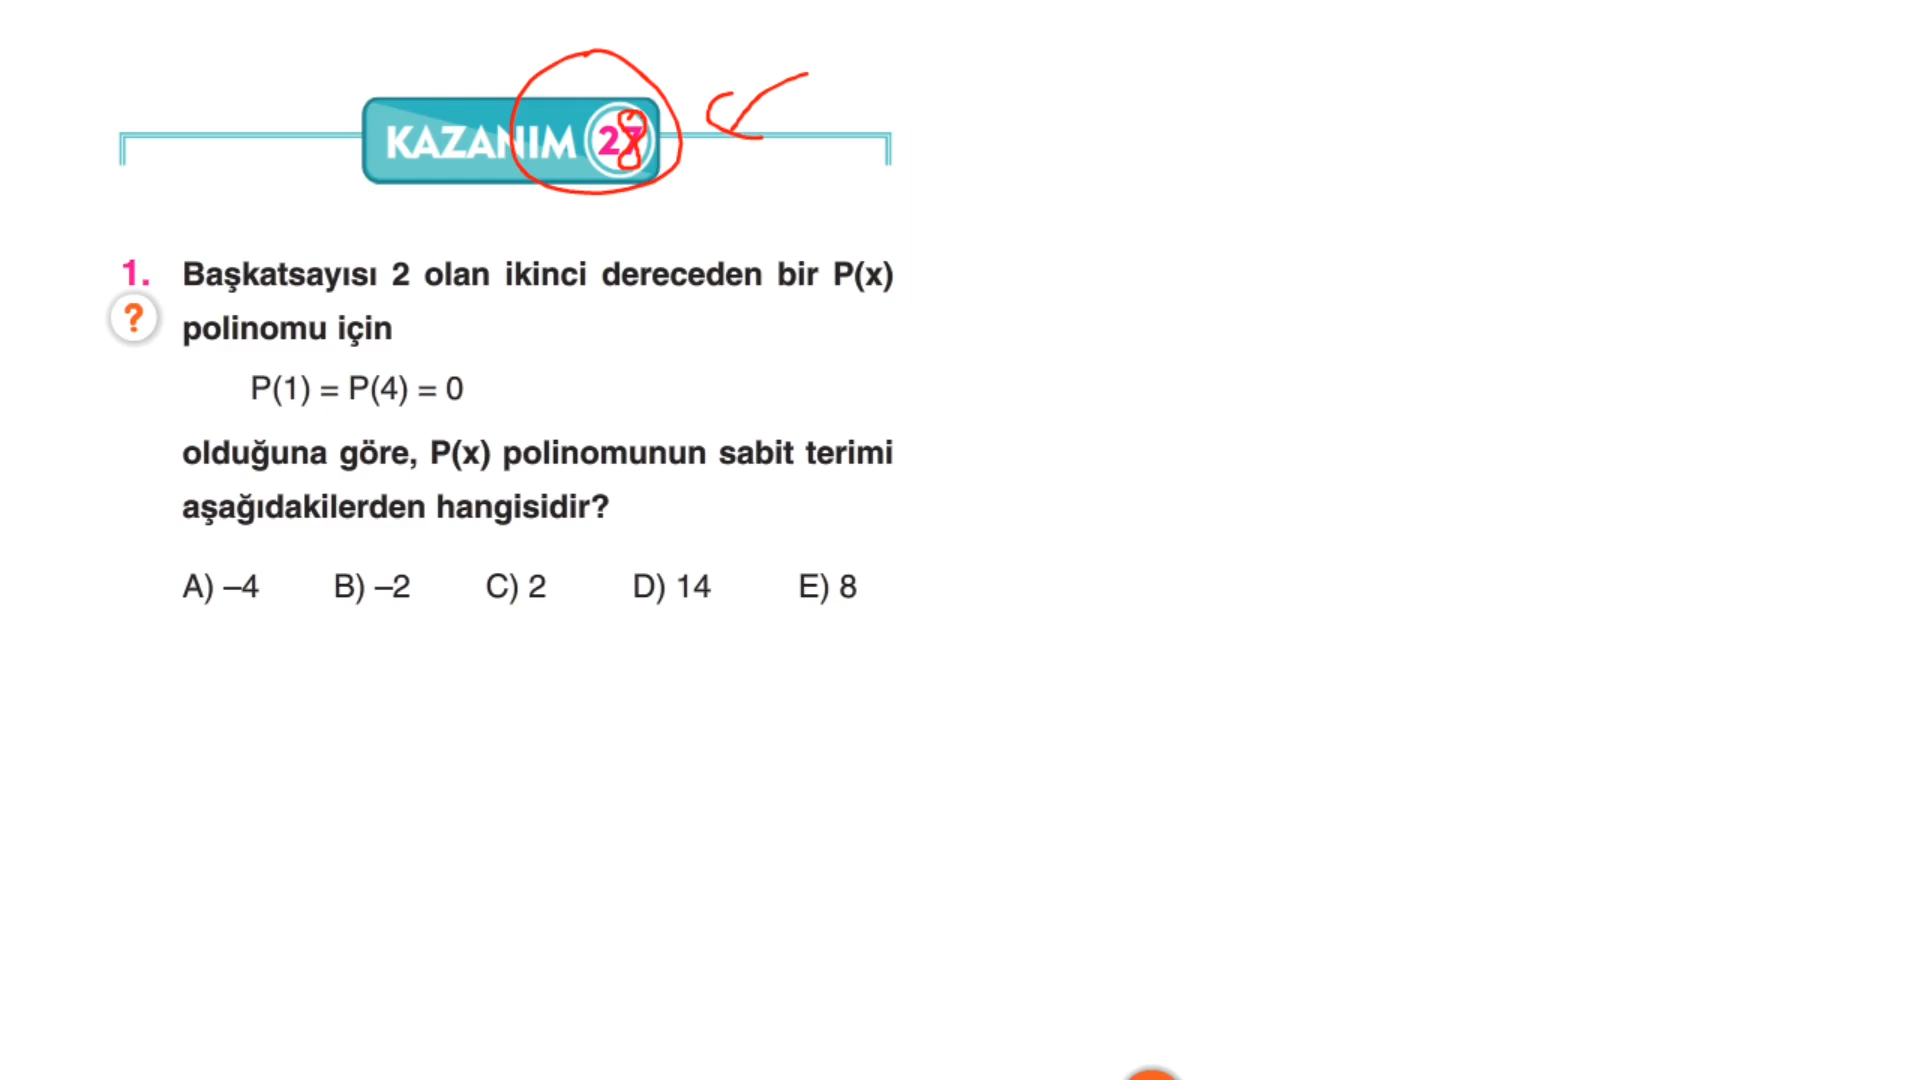 KAZANIM 28
1. Başkatsayısı 2 olan ikinci dereceden bir P(x)
? polinomu için
P(1) = P(4) = 0
olduğuna göre, P(x) polinomunun sabit terimi
aşağıdakilerden hangisidir?
A) –4 B) –2 C) 2 D) 14 E) 8